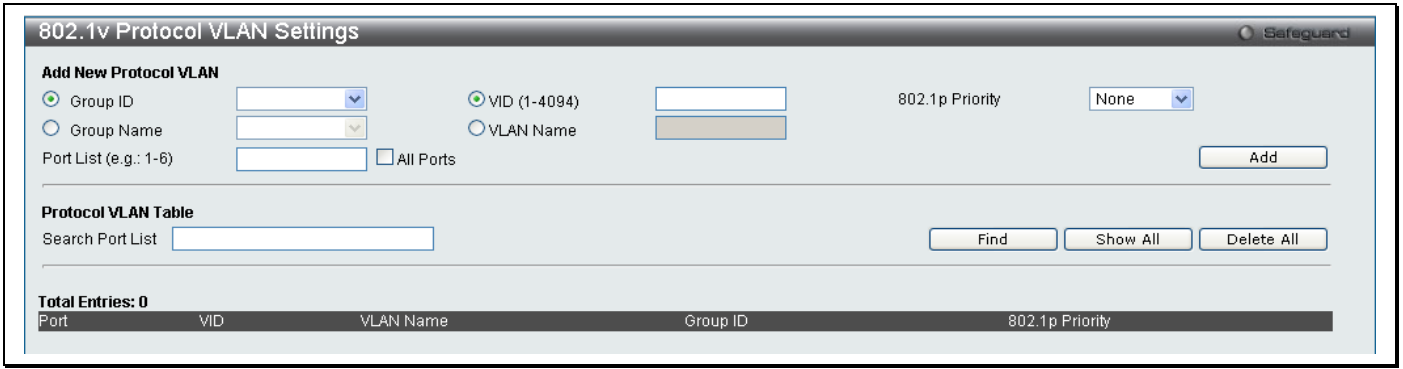 802.1v Protocol VLAN Settings Safeguard
Add New Protocol VLAN
Group ID VID (1-4094) 802.1p Priority None
Group Name VLAN Name
Port List (e.g.: 1-6) All Ports Add
Protocol VLAN Table
Search Port List Find Show All Delete All
Total Entries: 0
Port VID VLAN Name Group ID 802.1p Priority